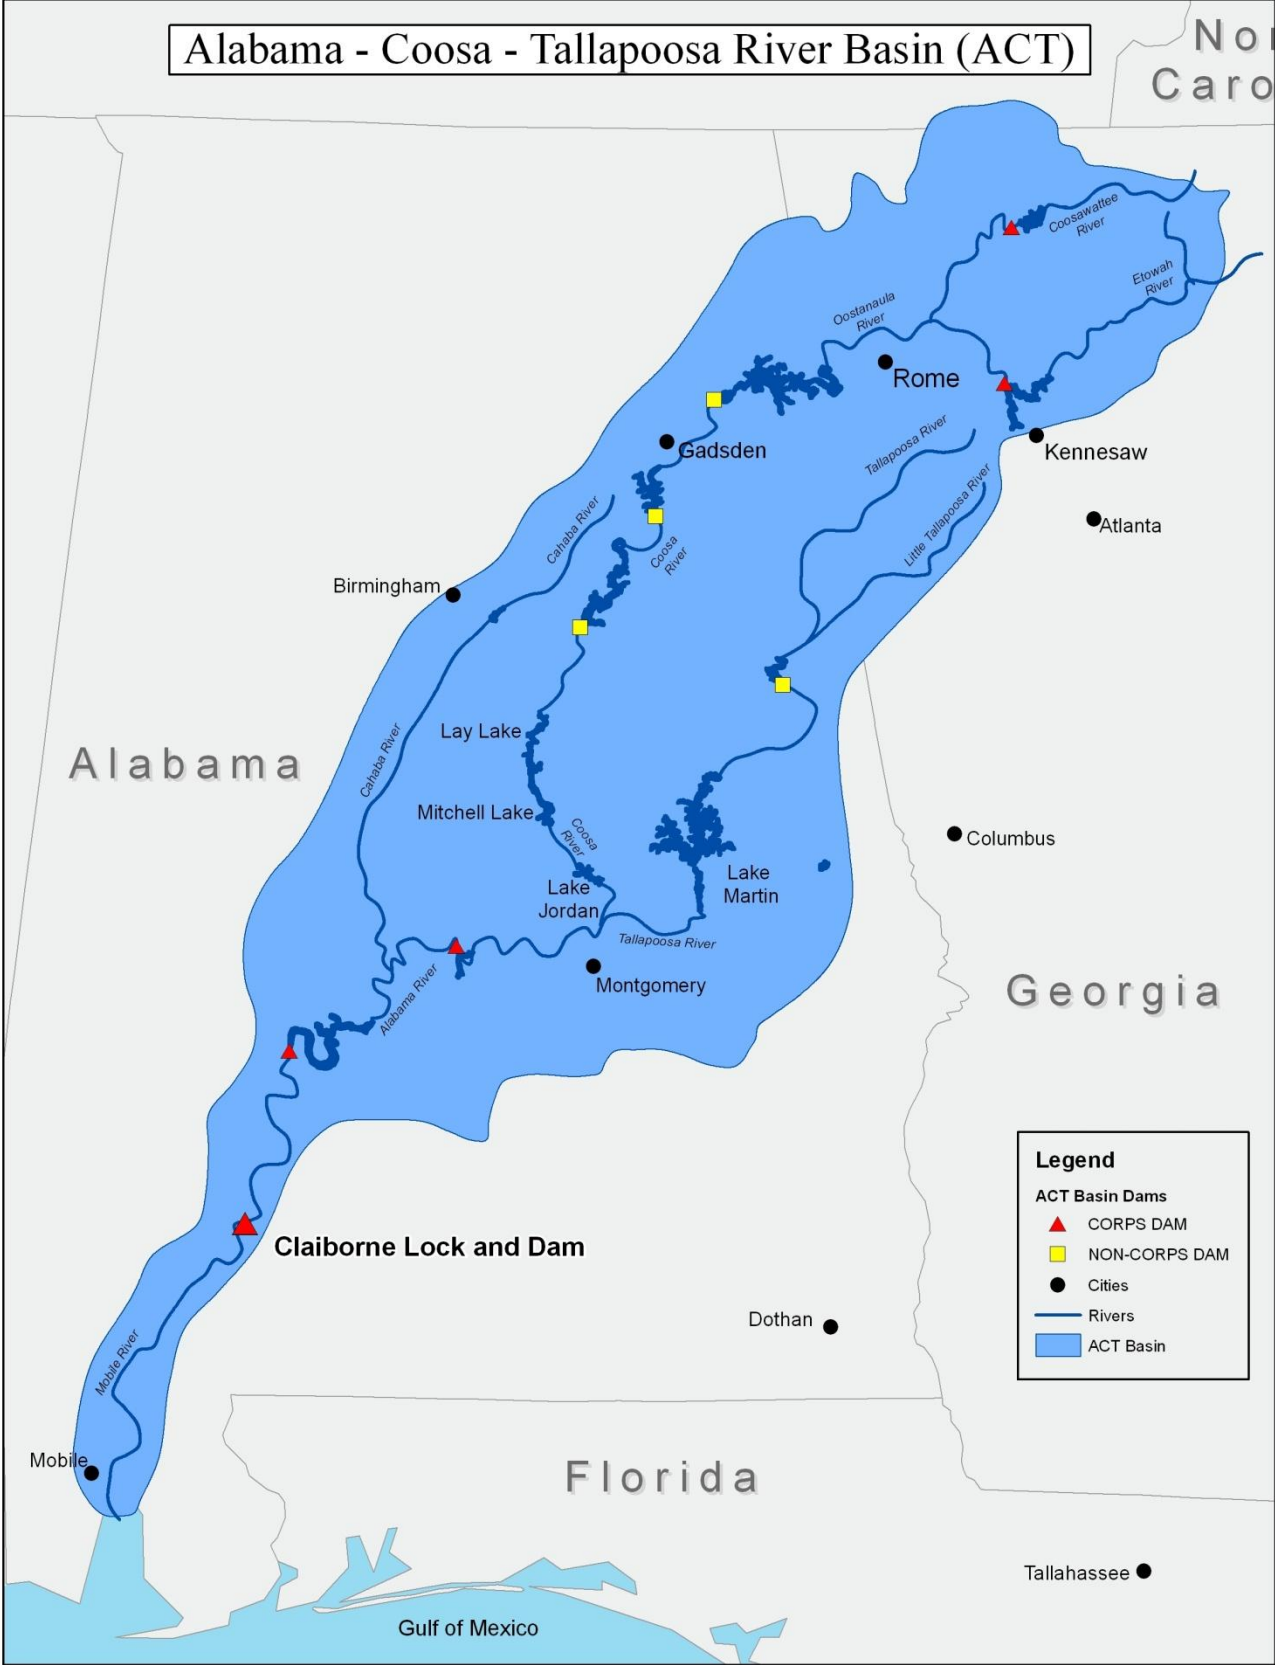 Alabama - Coosa - Tallapoosa River Basin (ACT)
Nor
Caro
Coosawattee
River
Etowah
River
Oostanaula
River
Rome
Tallapoosa River
Gadsden
Kennesaw
Little Tallapoosa River
Cahaba River
Atlanta
Coosa
River
Birmingham
Lay Lake
Cahaba River
Alabama
Mitchell Lake
Coosa
River
Columbus
Lake
Martin
Lake
Jordan
Tallapoosa River
Montgomery
Alabama River
Georgia
Legend
ACT Basin Dams
CORPS DAM
NON-CORPS DAM
Cities
Rivers
ACT Basin
Claiborne Lock and Dam
Dothan
Mobile River
Mobile
Florida
Tallahassee
Gulf of Mexico